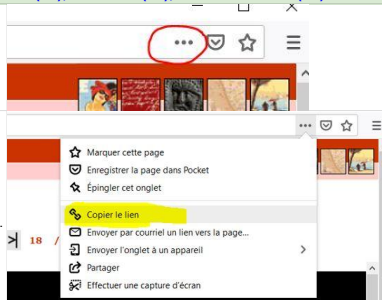 Marquer cette page
Enregistrer la page dans Pocket
Épingler cet onglet
Copier le lien
Envoyer par courriel un lien vers la page...
Envoyer l'onglet à un appareil
Partager
Effectuer une capture d'écran
18 /